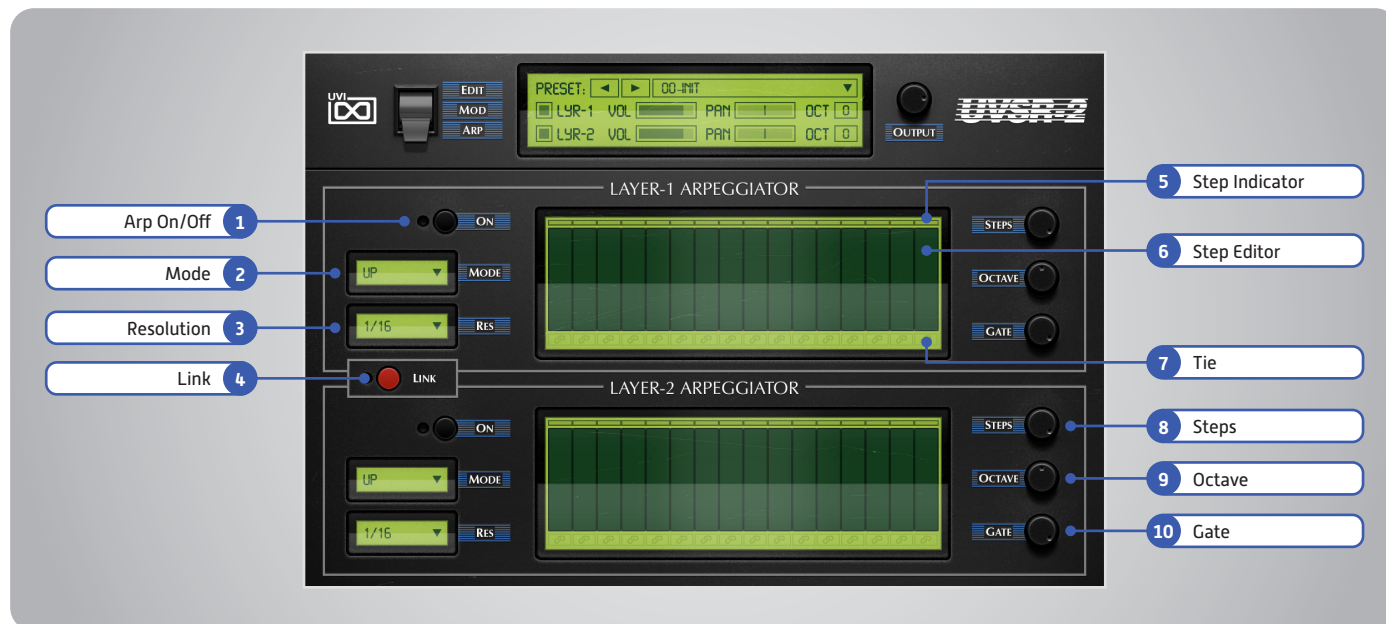 UVI
EDIT
MOD
ARP
PRESET: 00-INIT
LYR-1 VOL PAN OCT 0
LYR-2 VOL PAN OCT 0
OUTPUT
UVSR-2
LAYER-1 ARPEGGIATOR
Arp On/Off 1
ON
STEPS
5 Step Indicator
Mode 2
UP
MODE
OCTAVE
6 Step Editor
Resolution 3
1/16
RES
GATE
7 Tie
Link 4
LINK
LAYER-2 ARPEGGIATOR
ON
STEPS
8 Steps
UP
MODE
OCTAVE
9 Octave
1/16
RES
GATE
10 Gate